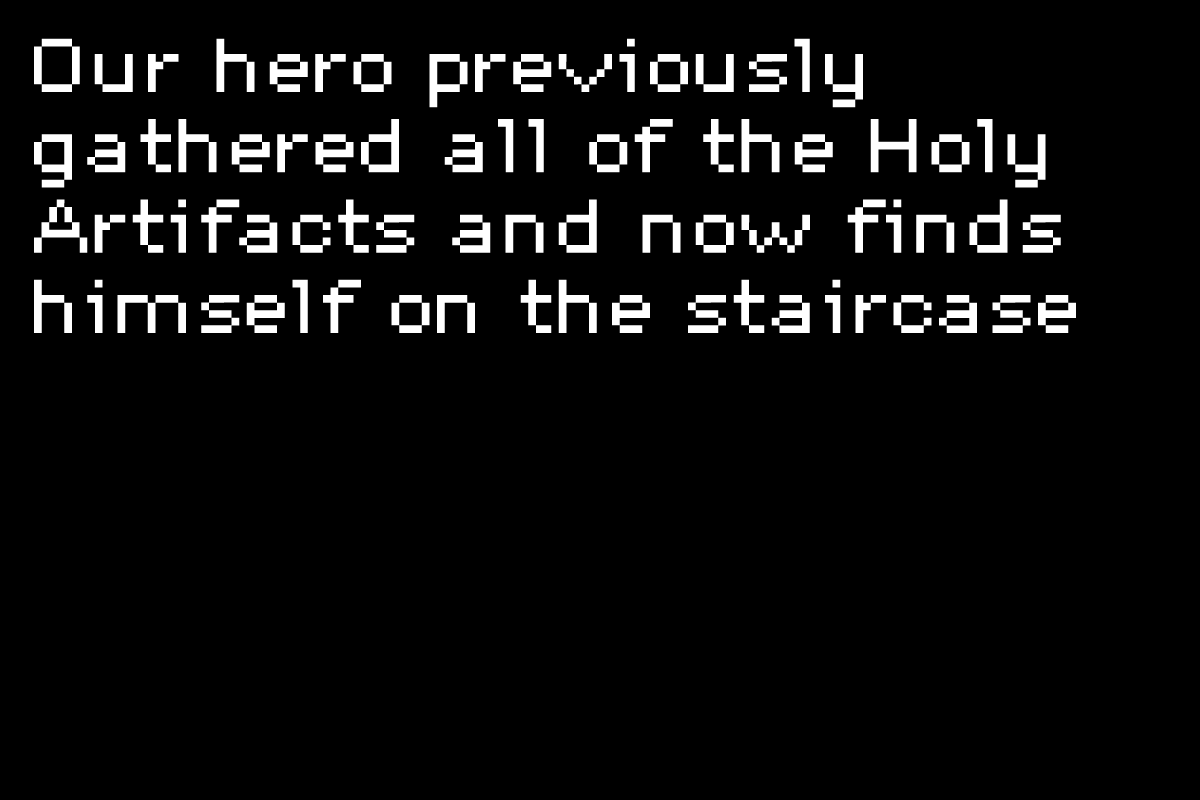 Our hero previously
gathered all of the Holy
Artifacts and now finds
himself on the staircase